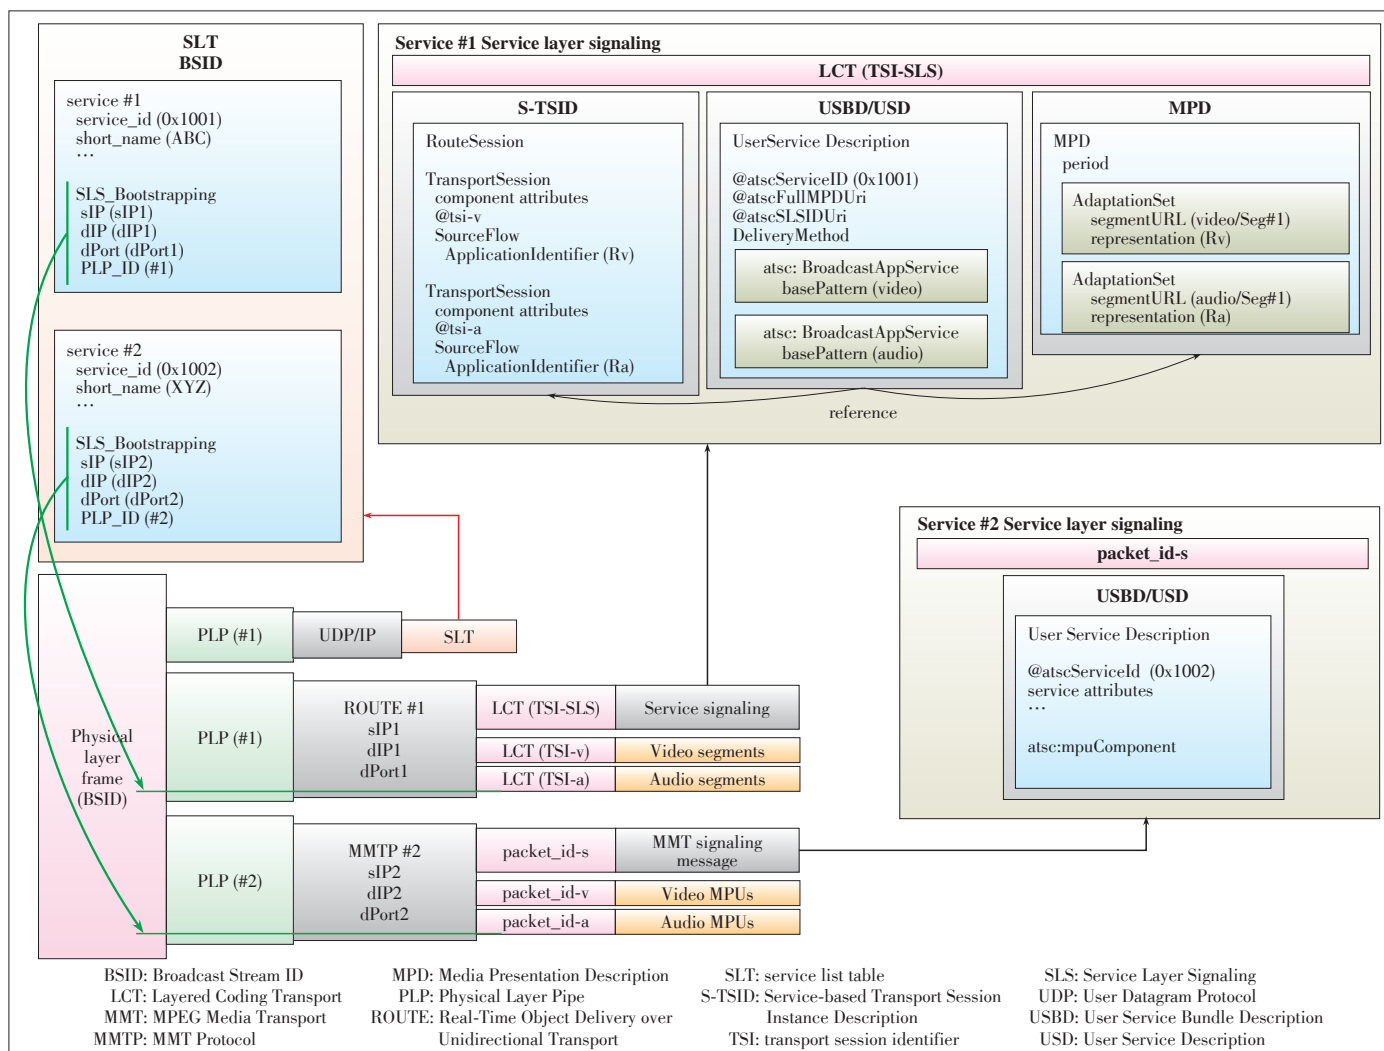 SLT
BSID
service #1
service_id (0x1001)
short_name (ABC)
...
SLS_Bootstrapping
sIP (sIP1)
dIP (dIP1)
dPort (dPort1)
PLP_ID (#1)
service #2
service_id (0x1002)
short_name (XYZ)
...
SLS_Bootstrapping
sIP (sIP2)
dIP (dIP2)
dPort (dPort2)
PLP_ID (#2)
Service #1 Service layer signaling
LCT (TSI-SLS)
S-TSID
RouteSession
TransportSession
component attributes
@tsi-v
SourceFlow
ApplicationIdentifier (Rv)
TransportSession
component attributes
@tsi-a
SourceFlow
ApplicationIdentifier (Ra)
USBD/USD
UserService Description
@atscServiceID (0x1001)
@atscFullMPDUri
@atscSLSIDUri
DeliveryMethod
atsc: BroadcastAppService
basePattern (video)
atsc: BroadcastAppService
basePattern (audio)
MPD
MPD
period
AdaptationSet
segmentURL (video/Seg#1)
representation (Rv)
AdaptationSet
segmentURL (audio/Seg#1)
representation (Ra)
reference
Service #2 Service layer signaling
packet_id-s
USBD/USD
User Service Description
@atscServiceId (0x1002)
service attributes
...
atsc:mpuComponent
Physical
layer
frame
(BSID)
PLP (#1)
UDP/IP
SLT
PLP (#1)
ROUTE #1
sIP1
dIP1
dPort1
LCT (TSI-SLS)
Service signaling
LCT (TSI-v)
Video segments
LCT (TSI-a)
Audio segments
PLP (#2)
MMTP #2
sIP2
dIP2
dPort2
packet_id-s
MMT signaling
message
packet_id-v
Video MPUs
packet_id-a
Audio MPUs
BSID: Broadcast Stream ID
LCT: Layered Coding Transport
MMT: MPEG Media Transport
MMTP: MMT Protocol
MPD: Media Presentation Description
PLP: Physical Layer Pipe
ROUTE: Real-Time Object Delivery over
Unidirectional Transport
SLT: service list table
S-TSID: Service-based Transport Session
Instance Description
TSI: transport session identifier
SLS: Service Layer Signaling
UDP: User Datagram Protocol
USBD: User Service Bundle Description
USD: User Service Description